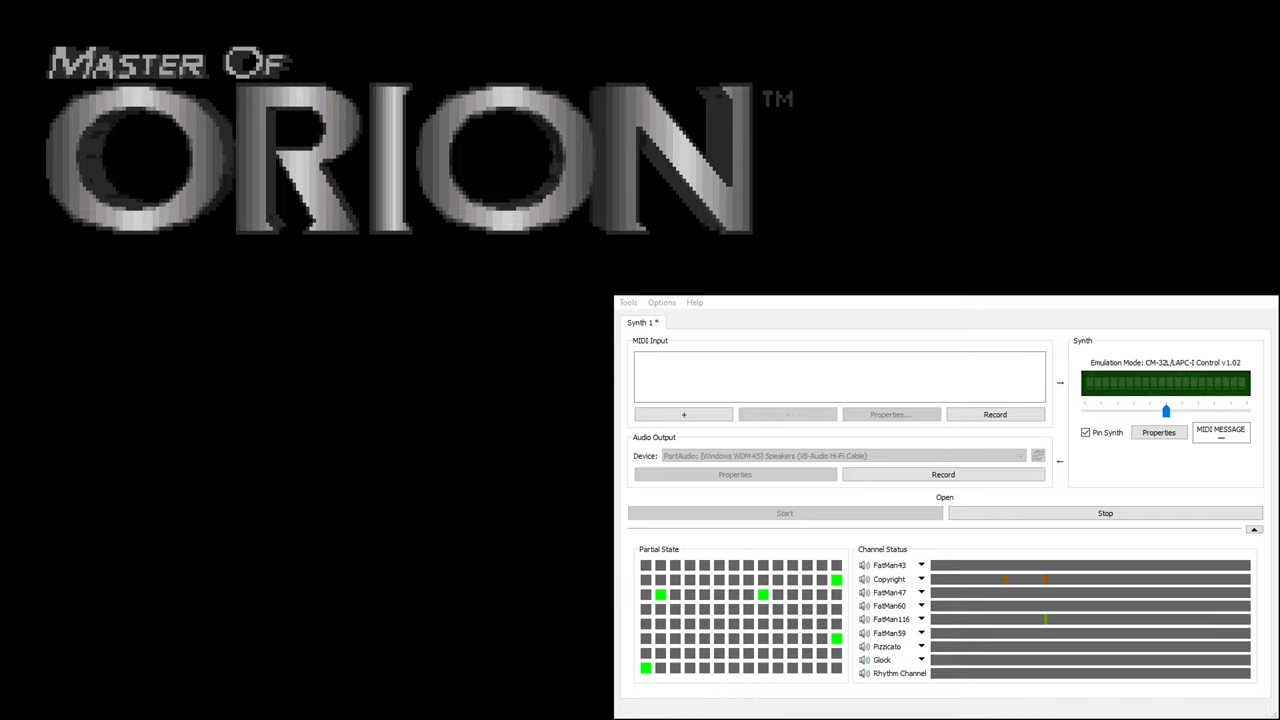 MASTER OF
ORION™
Tools Options Help
Synth 1 *
MIDI Input
+ - Properties... Record
Audio Output
Device: PortAudio: (Windows WDM-KS) Speakers (VB-Audio Hi-Fi Cable)
Properties Record
Synth
Emulation Mode: CM-32L/LAPC-I Control v1.02
Pin Synth Properties MIDI MESSAGE
Open
Start Stop
Partial State
Channel Status
FatMan43
Copyright
FatMan47
FatMan60
FatMan116
FatMan59
Pizzicato
Glock
Rhythm Channel